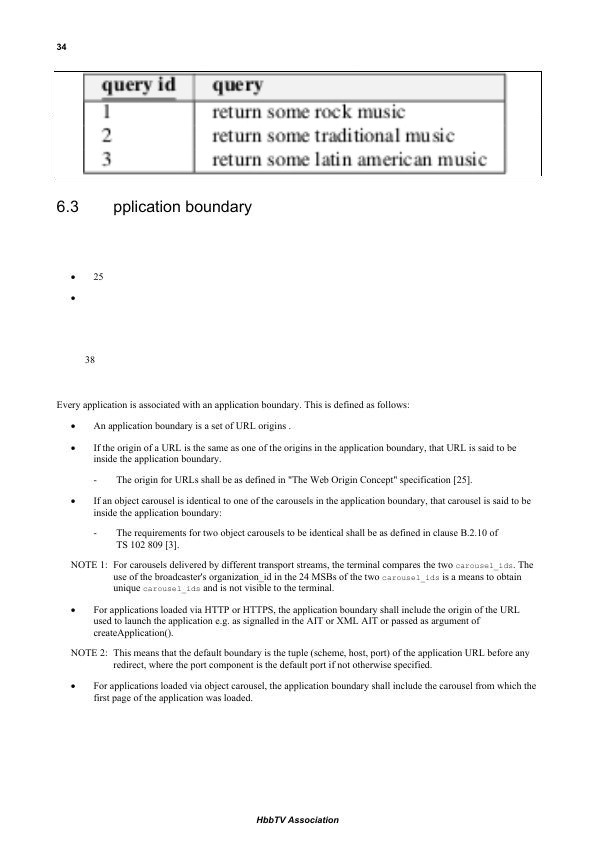 34
query id query
1 return some rock music
2 return some traditional music
3 return some latin american music
6.3 pplication boundary
• 25
•
38
Every application is associated with an application boundary. This is defined as follows:
• An application boundary is a set of URL origins .
• If the origin of a URL is the same as one of the origins in the application boundary, that URL is said to be
inside the application boundary.
- The origin for URLs shall be as defined in "The Web Origin Concept" specification [25].
• If an object carousel is identical to one of the carousels in the application boundary, that carousel is said to be
inside the application boundary:
- The requirements for two object carousels to be identical shall be as defined in clause B.2.10 of
TS 102 809 [3].
NOTE 1: For carousels delivered by different transport streams, the terminal compares the two carousel_ids. The
use of the broadcaster's organization_id in the 24 MSBs of the two carousel_ids is a means to obtain
unique carousel_ids and is not visible to the terminal.
• For applications loaded via HTTP or HTTPS, the application boundary shall include the origin of the URL
used to launch the application e.g. as signalled in the AIT or XML AIT or passed as argument of
createApplication().
NOTE 2: This means that the default boundary is the tuple (scheme, host, port) of the application URL before any
redirect, where the port component is the default port if not otherwise specified.
• For applications loaded via object carousel, the application boundary shall include the carousel from which the
first page of the application was loaded.
HbbTV Association